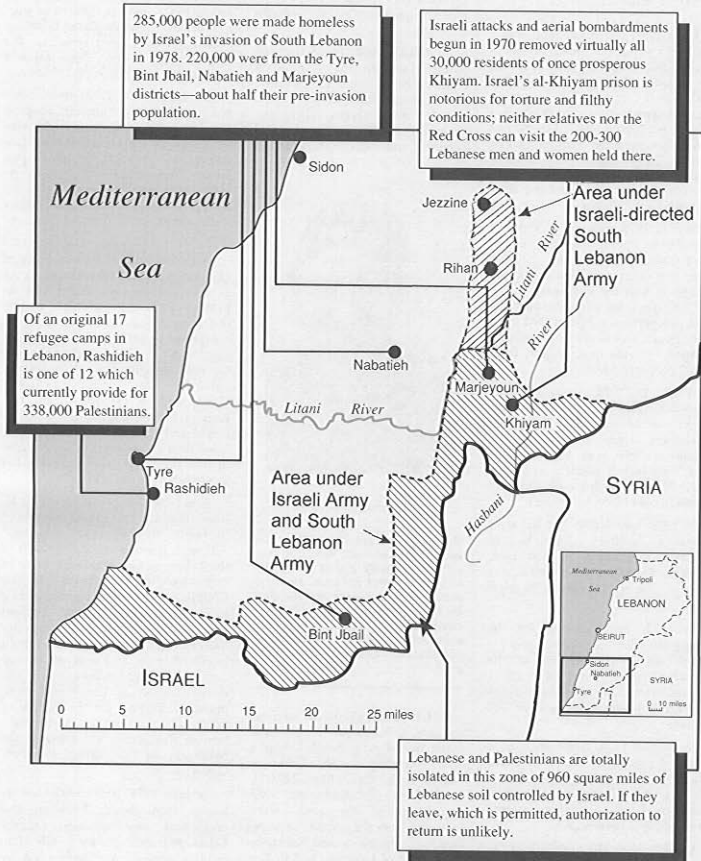 285,000 people were made homeless
by Israel's invasion of South Lebanon
in 1978. 220,000 were from the Tyre,
Bint Jbail, Nabatieh and Marjeyoun
districts—about half their pre-invasion
population.
Israeli attacks and aerial bombardments
begun in 1970 removed virtually all
30,000 residents of once prosperous
Khiyam. Israel's al-Khiyam prison is
notorious for torture and filthy
conditions; neither relatives nor the
Red Cross can visit the 200-300
Lebanese men and women held there.
Mediterranean
Sea
Sidon
Jezzine
Area under
Israeli-directed
South
Lebanon
Army
Rihan
Litani River
River
Of an original 17
refugee camps in
Lebanon, Rashidieh
is one of 12 which
currently provide for
338,000 Palestinians.
Nabatieh
Marjeyoun
Khiyam
Litani River
Tyre
Rashidieh
Area under
Israeli Army
and South
Lebanon
Army
Hasbani
SYRIA
Bint Jbail
ISRAEL
0 5 10 15 20 25 miles
Mediterranean
Sea
Tripoli
LEBANON
BEIRUT
Sidon
Nabatieh
SYRIA
Tyre
0 10 miles
Lebanese and Palestinians are totally
isolated in this zone of 960 square miles of
Lebanese soil controlled by Israel. If they
leave, which is permitted, authorization to
return is unlikely.